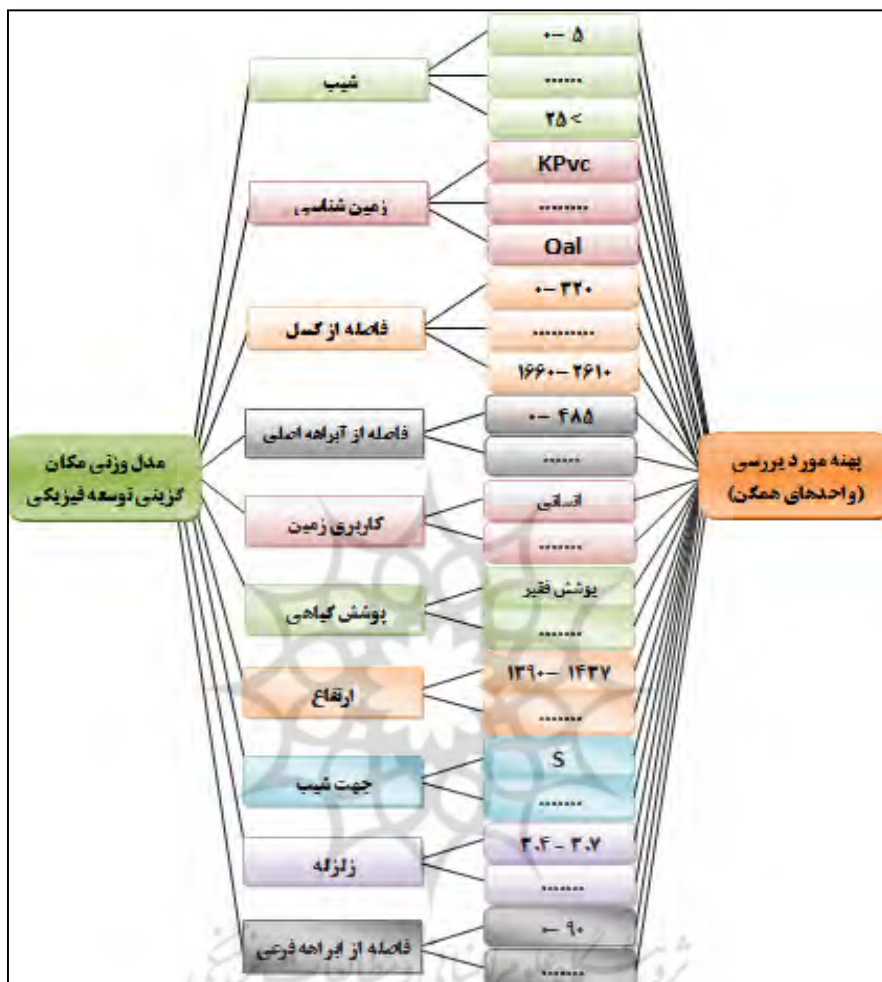 مدل وزنی مکان
گزینی توسعه فیزیکی
شیب
۰– ۵
......
۲۵ <
زمین شناسی
KPvc
........
Qal
فاصله از گسل
۰– ۳۲۰
..........
۱۶۶۰–۲۶۱۰
فاصله از آبراهه اصلی
۰– ۴۸۵
......
کاربری زمین
انسانی
.......
پوشش گیاهی
پوشش فقیر
.......
ارتفاع
۱۳۹۰– ۱۴۳۷
.......
جهت شیب
S
.......
زلزله
۳.۴ – ۳.۷
.......
فاصله از ابراهه فرعی
۰– ۹۰
.......
پهنه مورد بررسی
(واحدهای همگن)